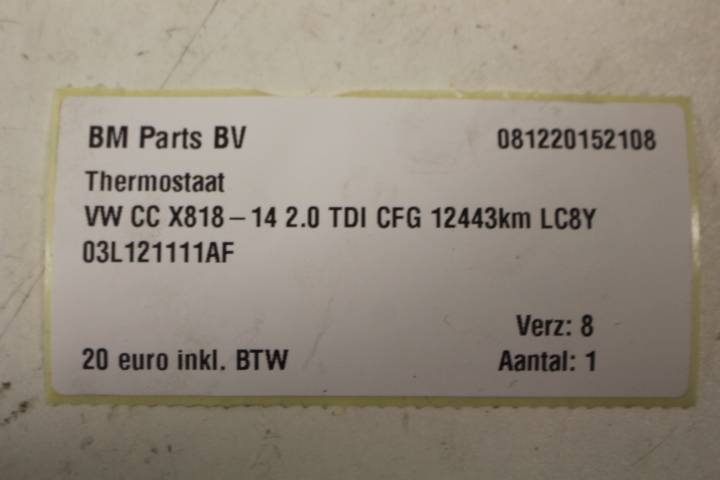 BM Parts BV 081220152108
Thermostaat
VW CC X818-14 2.0 TDI CFG 12443km LC8Y
03L121111AF
Verz: 8
20 euro inkl. BTW Aantal: 1